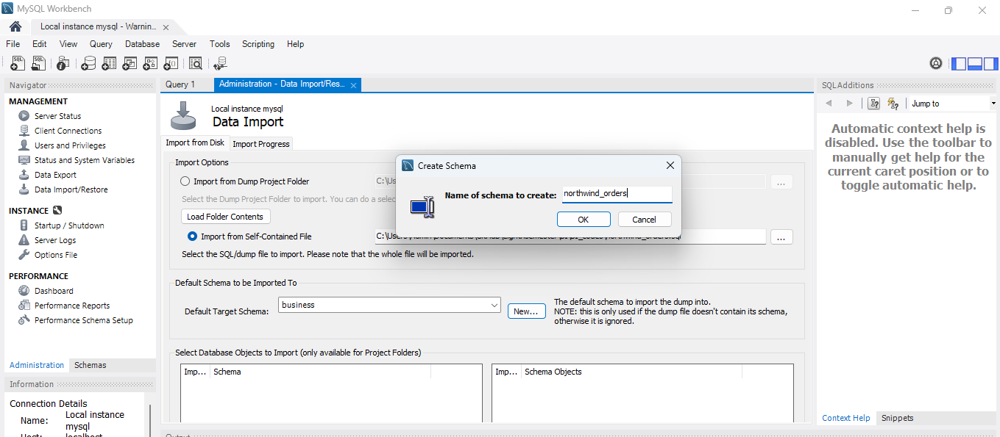 MySQL Workbench
Local instance mysql - Warnin...
File Edit View Query Database Server Tools Scripting Help
Navigator
MANAGEMENT
Server Status
Client Connections
Users and Privileges
Status and System Variables
Data Export
Data Import/Restore
INSTANCE
Startup / Shutdown
Server Logs
Options File
PERFORMANCE
Dashboard
Performance Reports
Performance Schema Setup
Administration Schemas
Information
Connection Details
Name: Local instance
mysql
Host: localhost
Query 1 Administration - Data Import/Res...
Local instance mysql
Data Import
Import from Disk Import Progress
Import Options
Import from Dump Project Folder C:\Us
...
Select the Dump Project Folder to import. You can do a selec
Load Folder Contents
Import from Self-Contained File
...
Select the SQL/dump file to import. Please note that the whole file will be imported.
Default Schema to be Imported To
Default Target Schema: business New...
The default schema to import the dump into.
NOTE: this is only used if the dump file doesn't contain its schema,
otherwise it is ignored.
Select Database Objects to Import (only available for Project Folders)
Imp... Schema
Imp... Schema Objects
Output
Create Schema
Name of schema to create: northwind_orders
OK Cancel
SQLAdditions
Jump to
Automatic context help is
disabled. Use the toolbar to
manually get help for the
current caret position or to
toggle automatic help.
Context Help Snippets